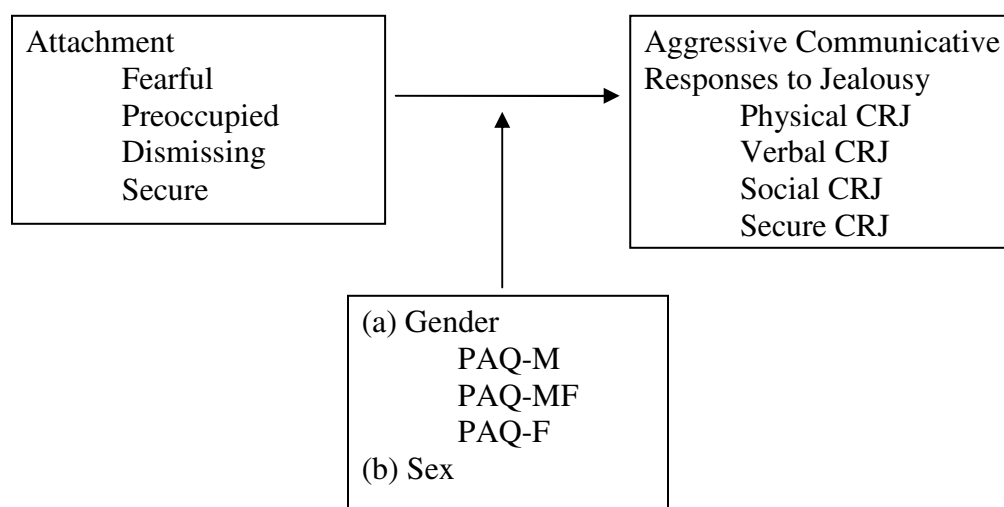 Attachment
Fearful
Preoccupied
Dismissing
Secure
Aggressive Communicative
Responses to Jealousy
Physical CRJ
Verbal CRJ
Social CRJ
Secure CRJ
(a) Gender
PAQ-M
PAQ-MF
PAQ-F
(b) Sex